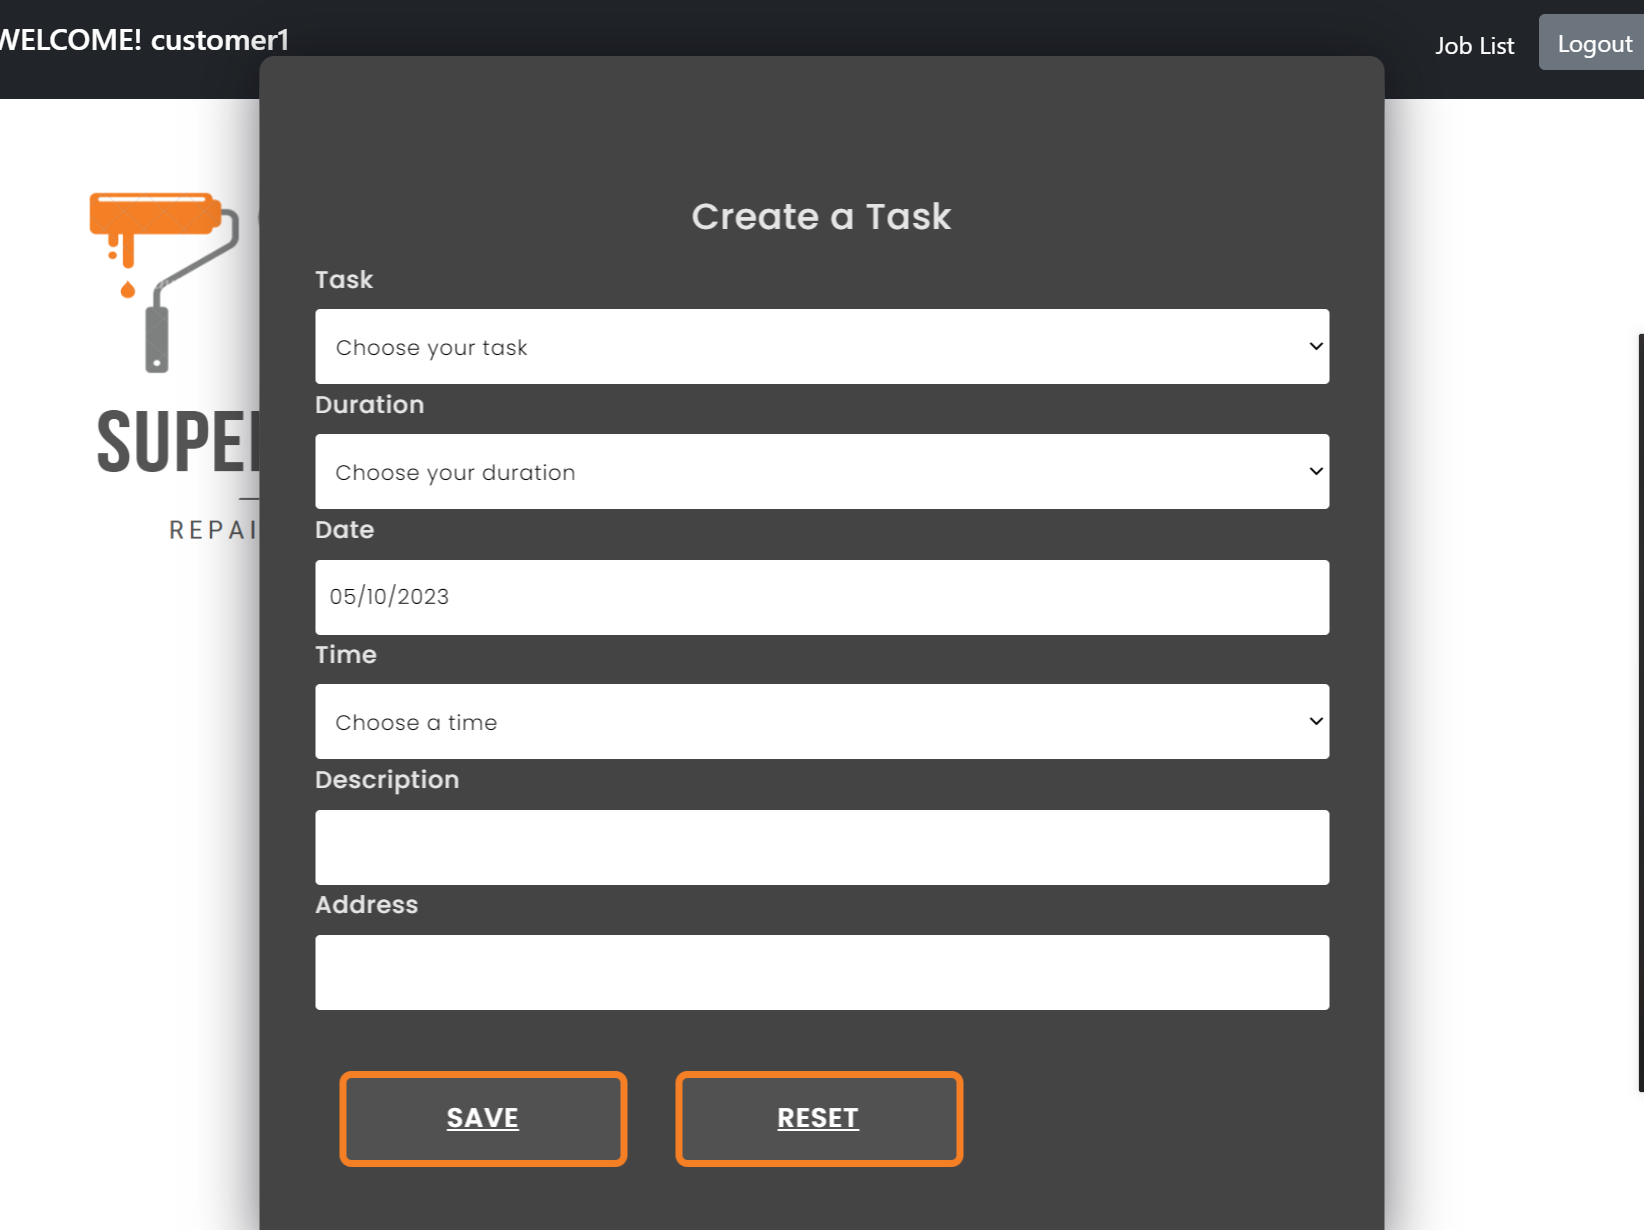 WELCOME! customer1
Job List
Logout
SUPE
REPAI
Create a Task
Task
Choose your task
Duration
Choose your duration
Date
05/10/2023
Time
Choose a time
Description
Address
SAVE
RESET